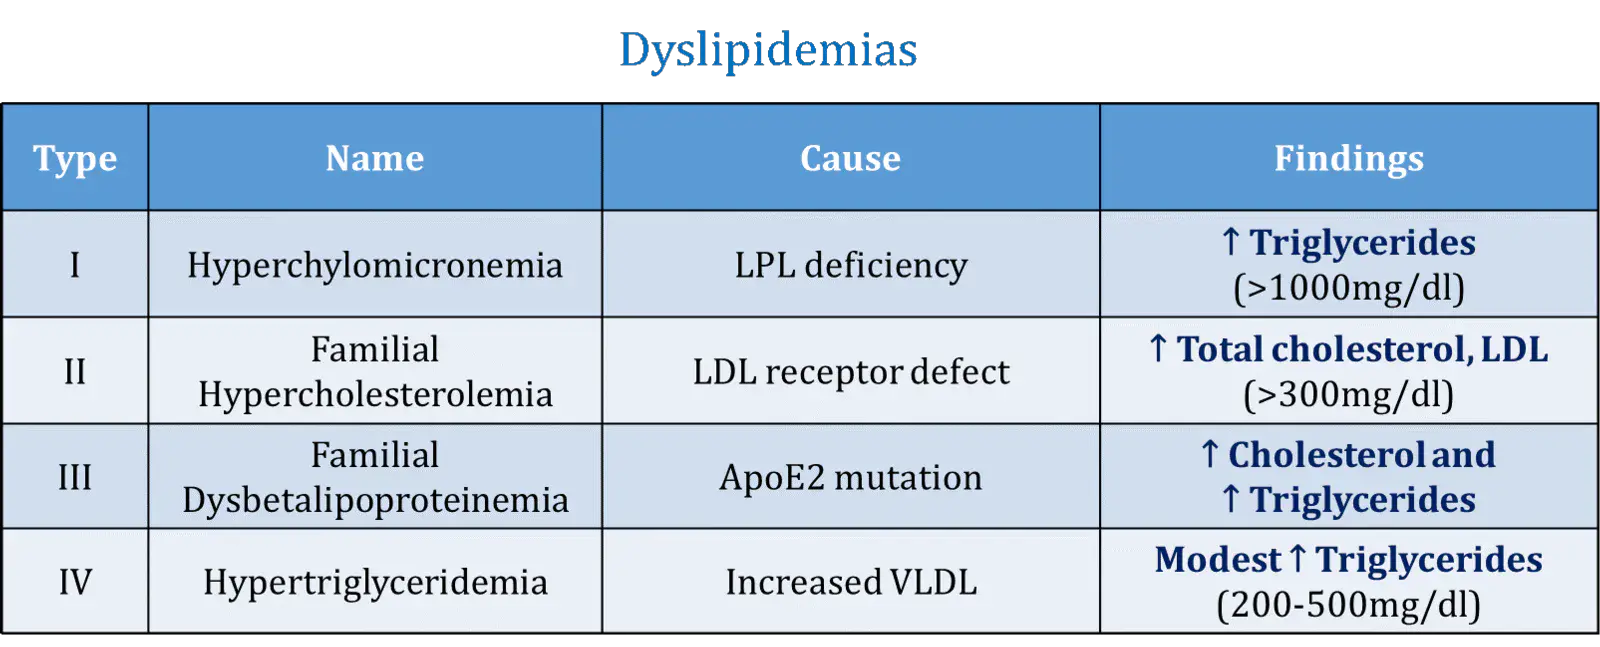 Dyslipidemias
Type Name Cause Findings
I Hyperchylomicronemia LPL deficiency ↑ Triglycerides
(>1000mg/dl)
II Familial
Hypercholesterolemia LDL receptor defect ↑ Total cholesterol, LDL
(>300mg/dl)
III Familial
Dysbetalipoproteinemia ApoE2 mutation ↑ Cholesterol and
↑ Triglycerides
IV Hypertriglyceridemia Increased VLDL Modest ↑ Triglycerides
(200-500mg/dl)